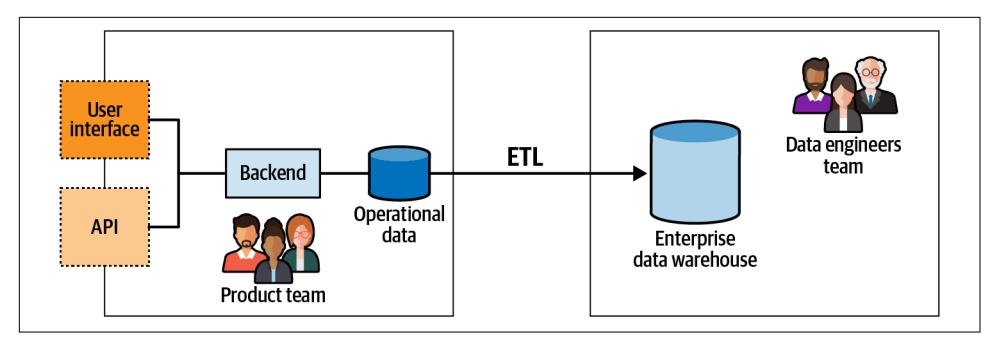 User
interface
API
Backend
Product team
Operational
data
ETL
Enterprise
data warehouse
Data engineers
team